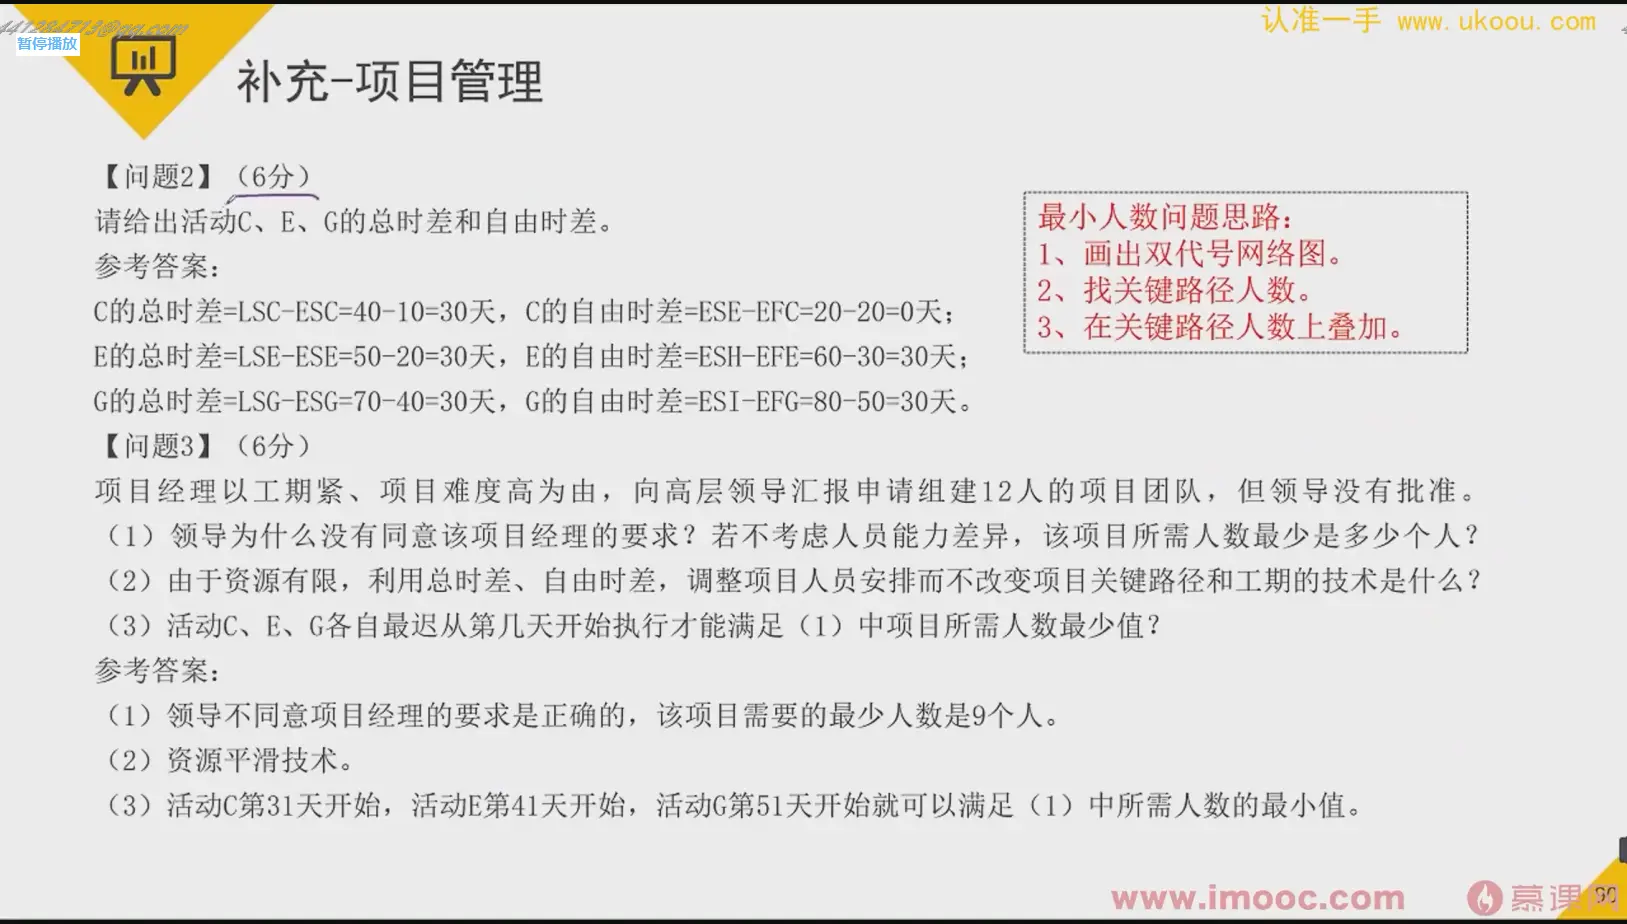 认准一手 www.ukoou.com
暂停播放
补充-项目管理
【问题2】（6分）
请给出活动C、E、G的总时差和自由时差。
参考答案：
C的总时差=LSC-ESC=40-10=30天，C的自由时差=ESE-EFC=20-20=0天；
E的总时差=LSE-ESE=50-20=30天，E的自由时差=ESH-EFE=60-30=30天；
G的总时差=LSG-ESG=70-40=30天，G的自由时差=ESI-EFG=80-50=30天。
最小人数问题思路：
1、画出双代号网络图。
2、找关键路径人数。
3、在关键路径人数上叠加。
【问题3】（6分）
项目经理以工期紧、项目难度高为由，向高层领导汇报申请组建12人的项目团队，但领导没有批准。
（1）领导为什么没有同意该项目经理的要求？若不考虑人员能力差异，该项目所需人数最少是多少个人？
（2）由于资源有限，利用总时差、自由时差，调整项目人员安排而不改变项目关键路径和工期的技术是什么？
（3）活动C、E、G各自最迟从第几天开始执行才能满足（1）中项目所需人数最少值？
参考答案：
（1）领导不同意项目经理的要求是正确的，该项目需要的最少人数是9个人。
（2）资源平滑技术。
（3）活动C第31天开始，活动E第41天开始，活动G第51天开始就可以满足（1）中所需人数的最小值。
www.imooc.com 慕课网